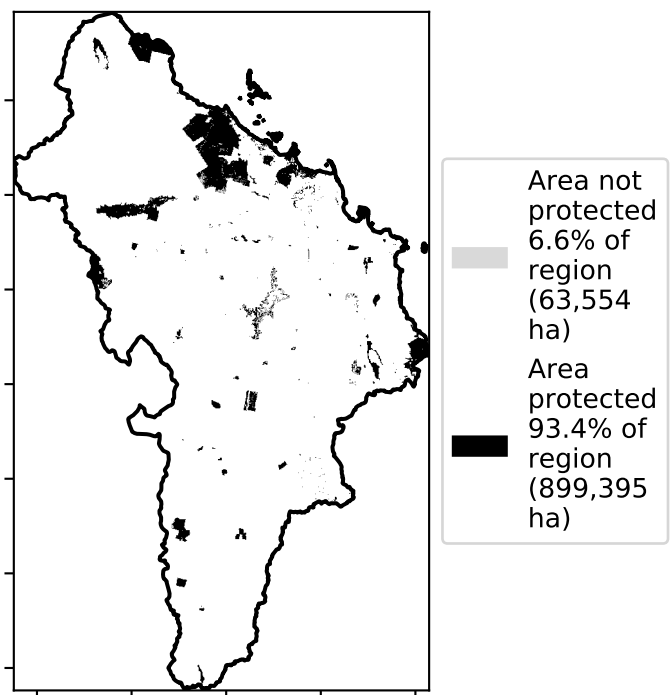 Area not
protected
6.6% of
region
(63,554
ha)
Area
protected
93.4% of
region
(899,395
ha)